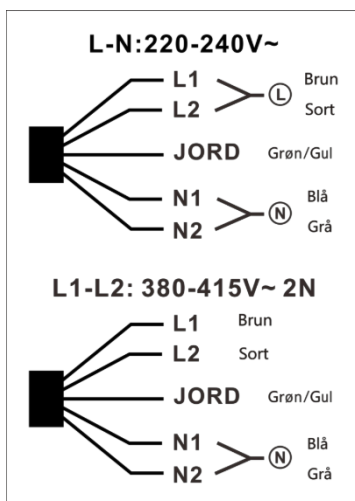 L-N:220-240V~
L1 Brun
L
L2 Sort
JORD Grøn/Gul
N1 Blå
N
N2 Grå
L1-L2: 380-415V~ 2N
L1 Brun
L2 Sort
JORD Grøn/Gul
N1 Blå
N
N2 Grå